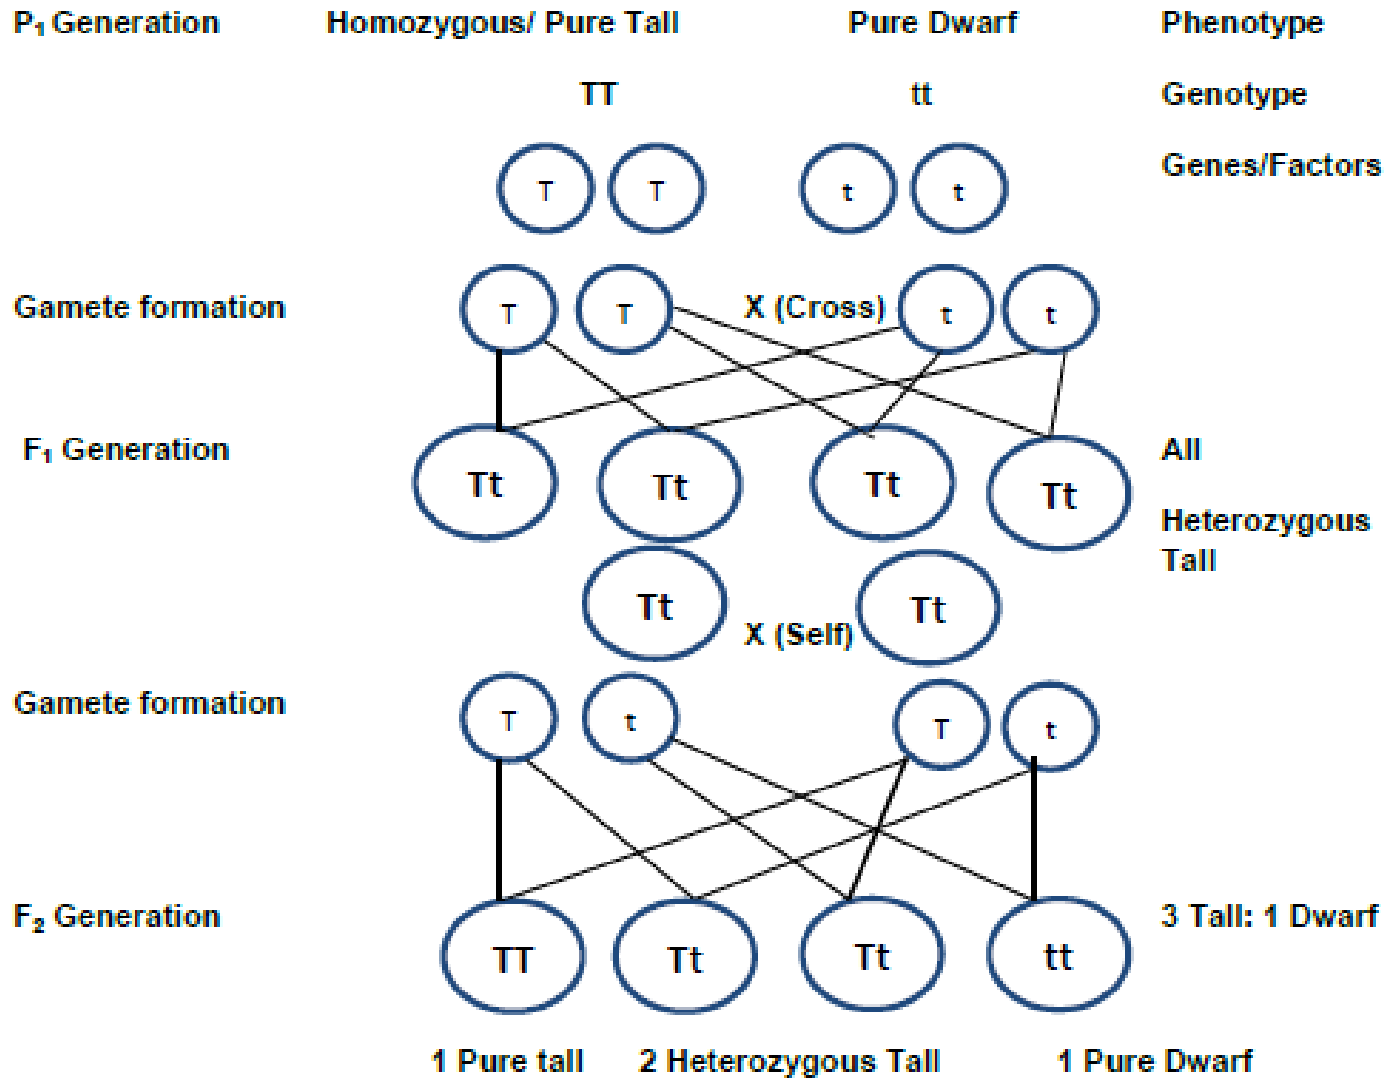 P₁ Generation Homozygous/ Pure Tall Pure Dwarf Phenotype
TT tt Genotype
T T t t Genes/Factors
Gamete formation T T X (Cross) t t
F₁ Generation Tt Tt Tt Tt All
Heterozygous
Tall
Tt X (Self) Tt
Gamete formation T t T t
F₂ Generation TT Tt Tt tt 3 Tall: 1 Dwarf
1 Pure tall 2 Heterozygous Tall 1 Pure Dwarf